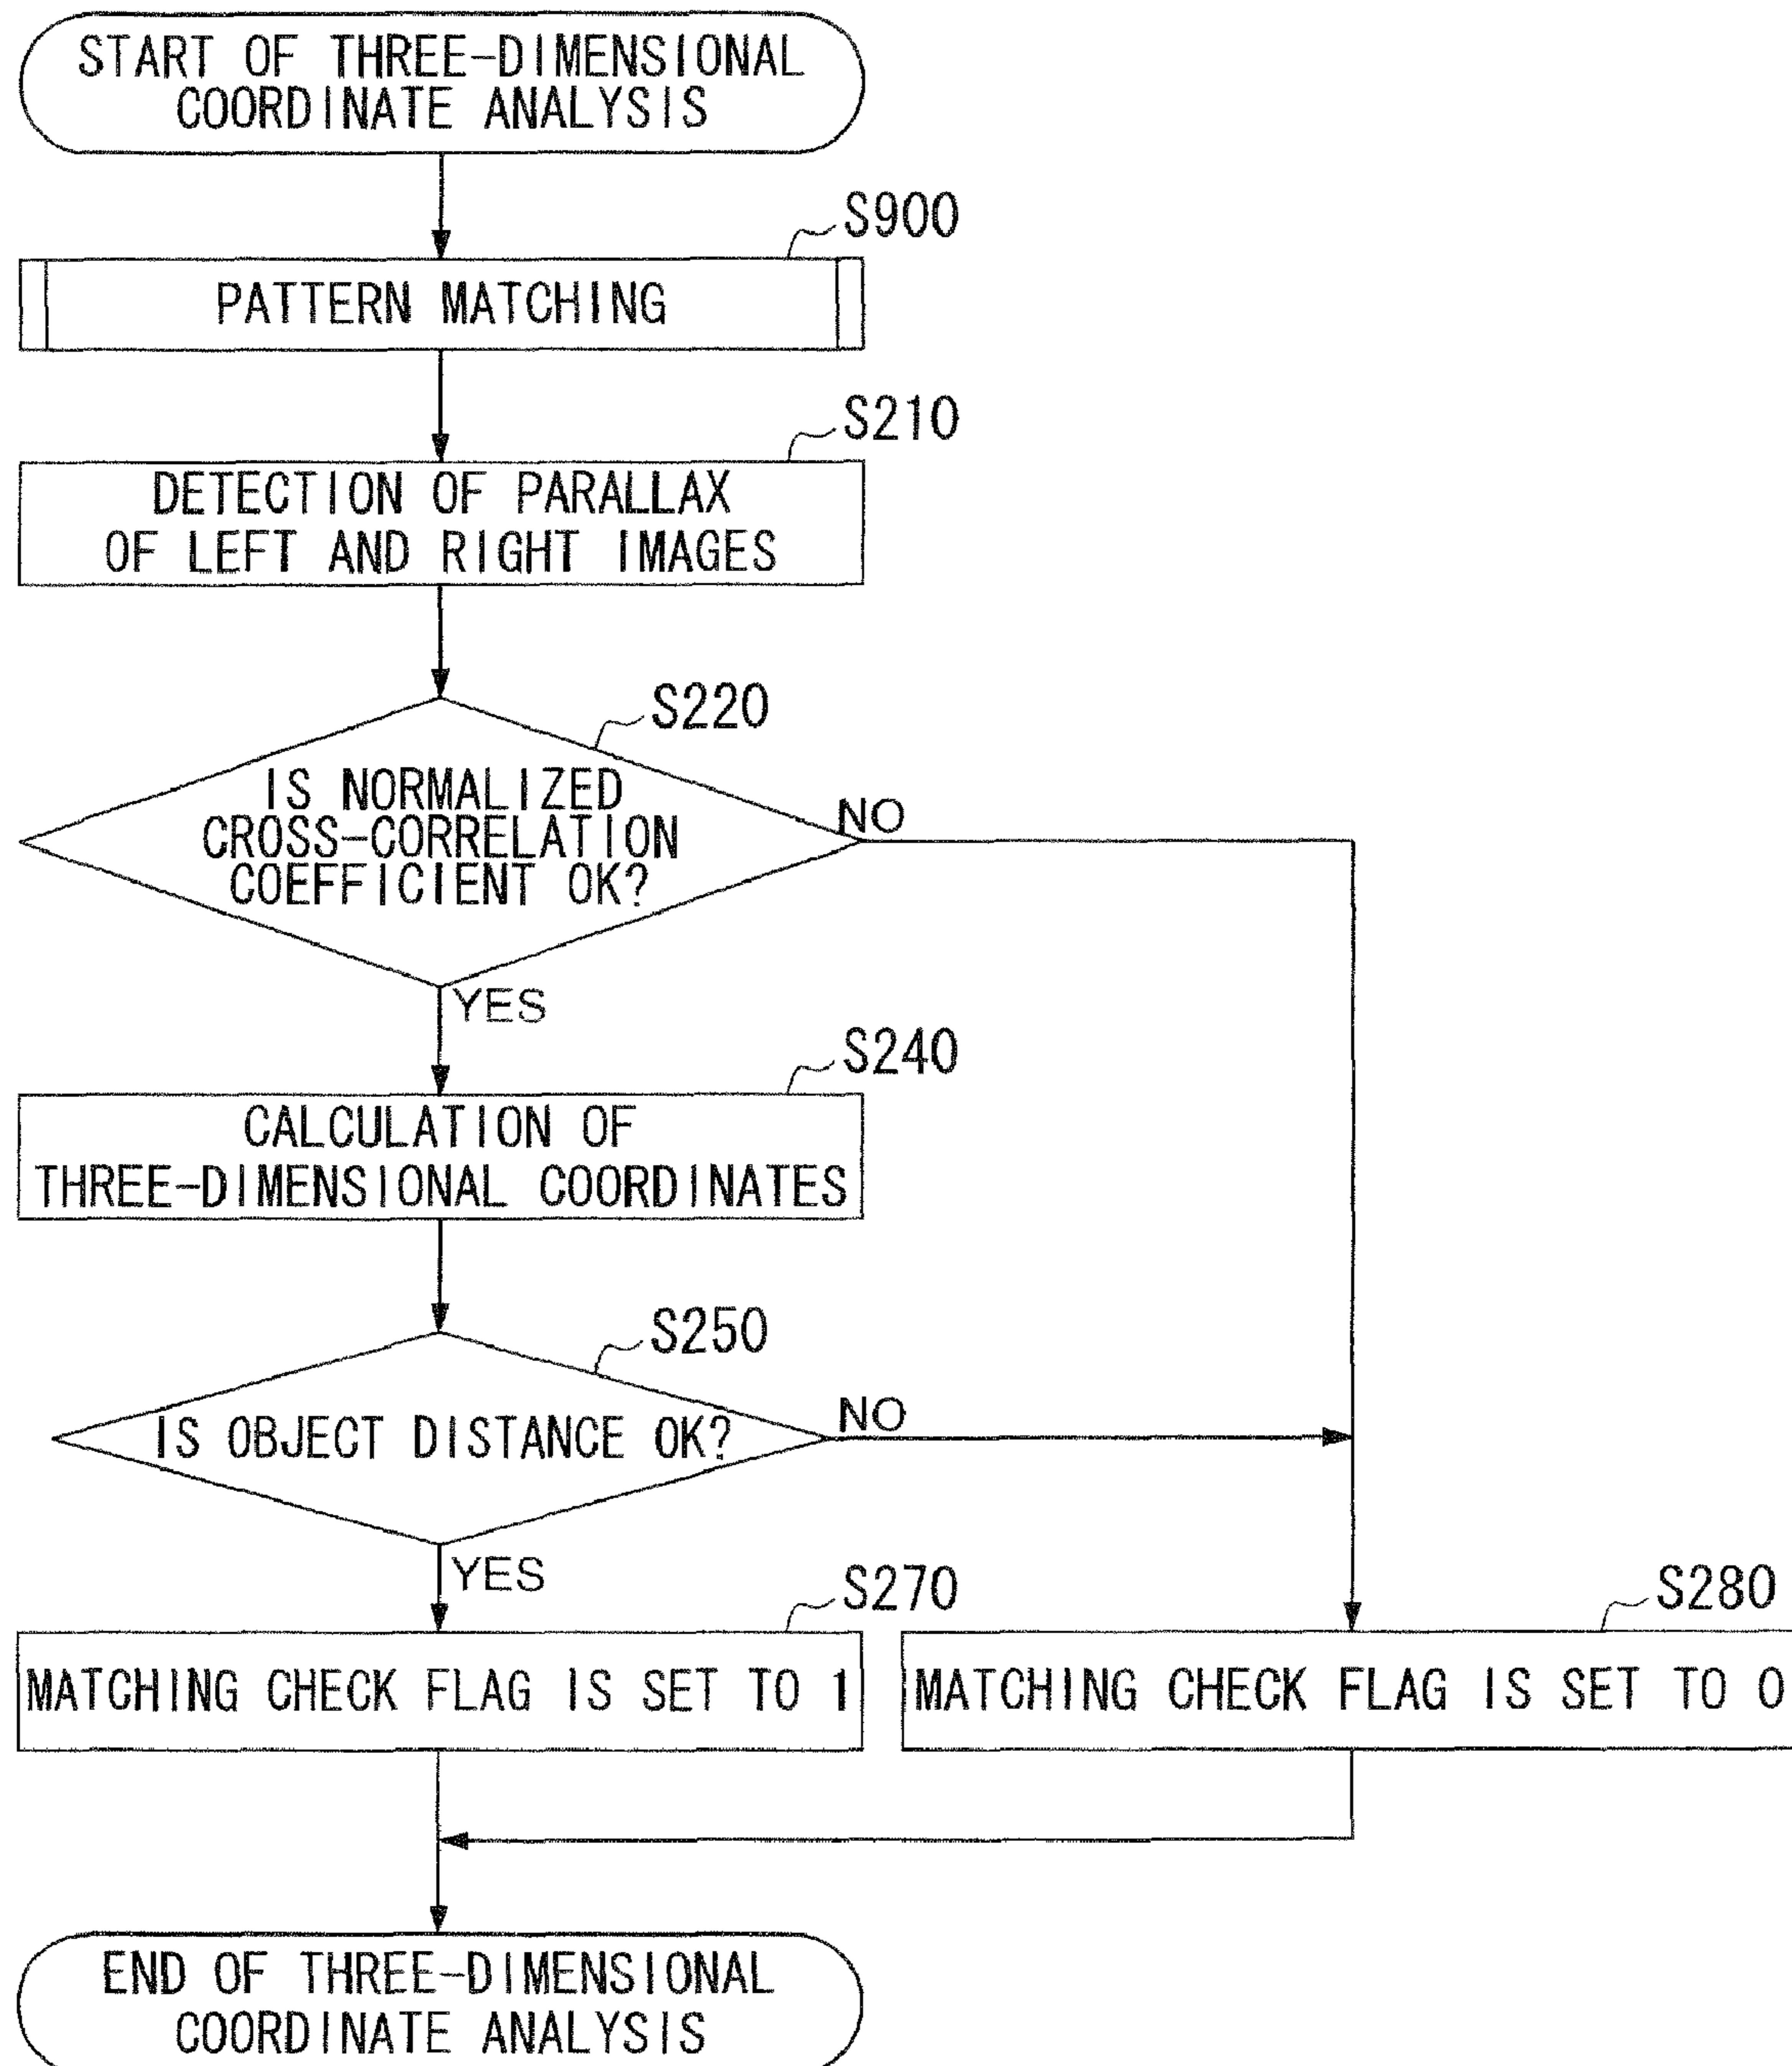 START OF THREE-DIMENSIONAL
COORDINATE ANALYSIS
S900
PATTERN MATCHING
S210
DETECTION OF PARALLAX
OF LEFT AND RIGHT IMAGES
S220
IS NORMALIZED
CROSS-CORRELATION
COEFFICIENT OK?
NO
YES
S240
CALCULATION OF
THREE-DIMENSIONAL COORDINATES
S250
IS OBJECT DISTANCE OK?
NO
YES
S270
MATCHING CHECK FLAG IS SET TO 1
S280
MATCHING CHECK FLAG IS SET TO 0
END OF THREE-DIMENSIONAL
COORDINATE ANALYSIS